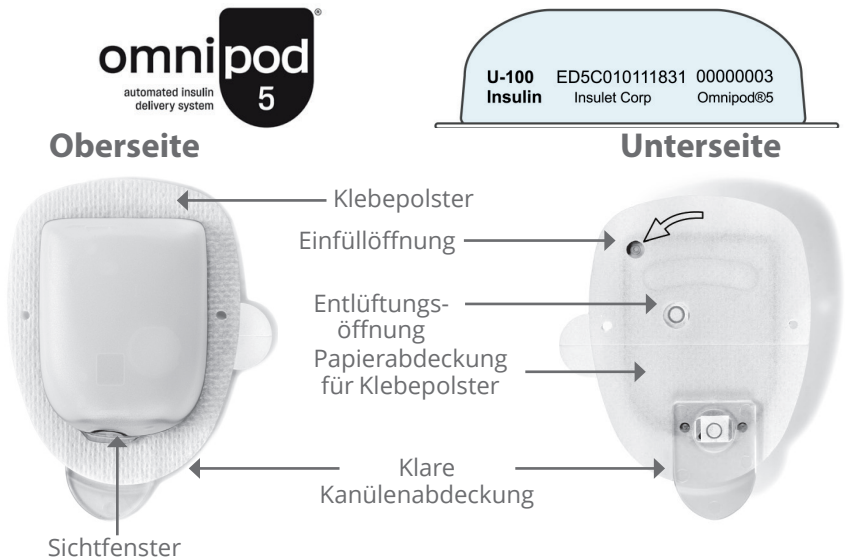 omnipod® 5
automated insulin
delivery system
U-100 ED5C010111831 00000003
Insulin Insulet Corp Omnipod®5
Oberseite
Unterseite
Klebepolster
Einfüllöffnung
Entlüftungs-
öffnung
Papierabdeckung
für Klebepolster
Klare
Kanülenabdeckung
Sichtfenster